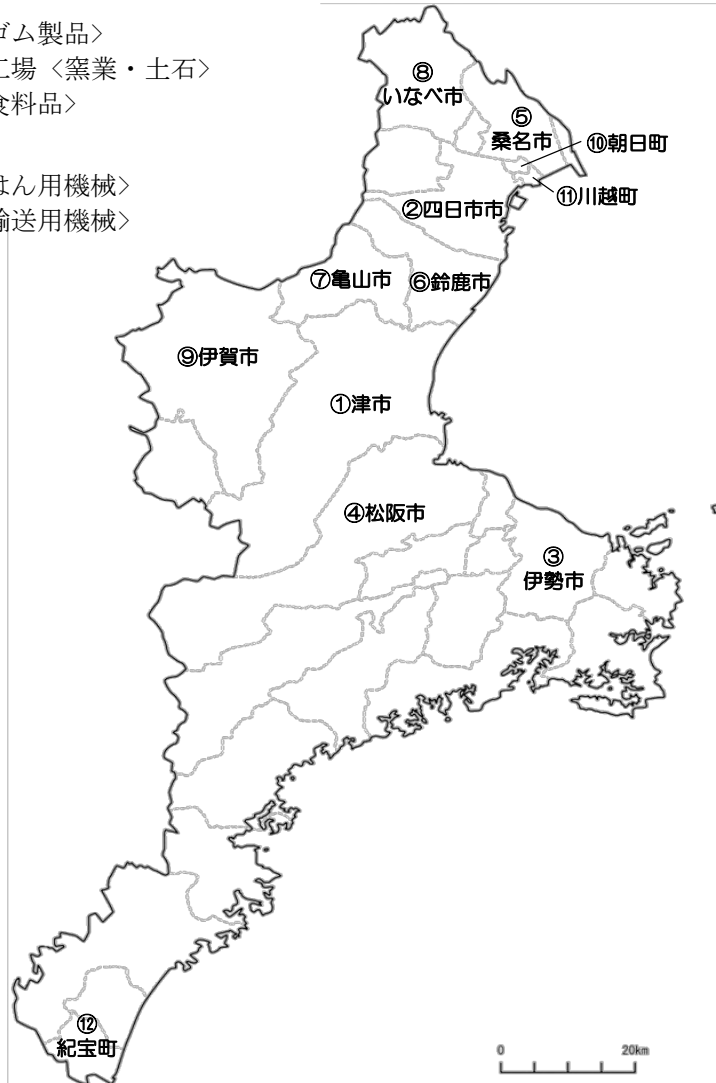 ゴム製品>
工場 <窯業・土石>
食料品>
はん用機械>
輸送用機械>
⑧
いなべ市
⑤
桑名市
⑩朝日町
⑪川越町
②四日市市
⑦亀山市
⑥鈴鹿市
⑨伊賀市
①津市
④松阪市
③
伊勢市
⑫
紀宝町
0 20km